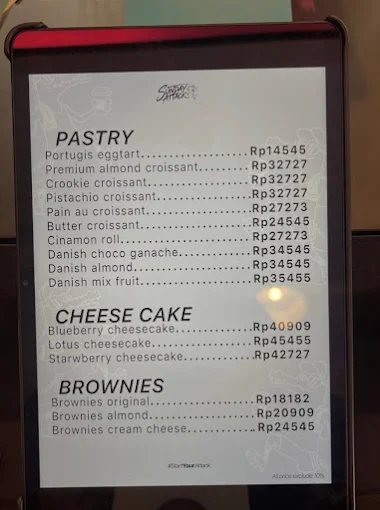 PASTRY
Portugis eggtart..................Rp14545
Premium almond croissant........Rp32727
Crookie croissant.................Rp32727
Pistachio croissant...............Rp32727
Pain au croissant.................Rp27273
Butter croissant..................Rp24545
Cinamon roll......................Rp27273
Danish choco ganache............Rp34545
Danish almond....................Rp34545
Danish mix fruit..................Rp35455
CHEESE CAKE
Blueberry cheesecake............Rp40909
Lotus cheesecake.................Rp45455
Starwberry cheesecake...........Rp42727
BROWNIES
Brownies original.................Rp18182
Brownies almond..................Rp20909
Brownies cream cheese...........Rp24545
All price exclude 10%